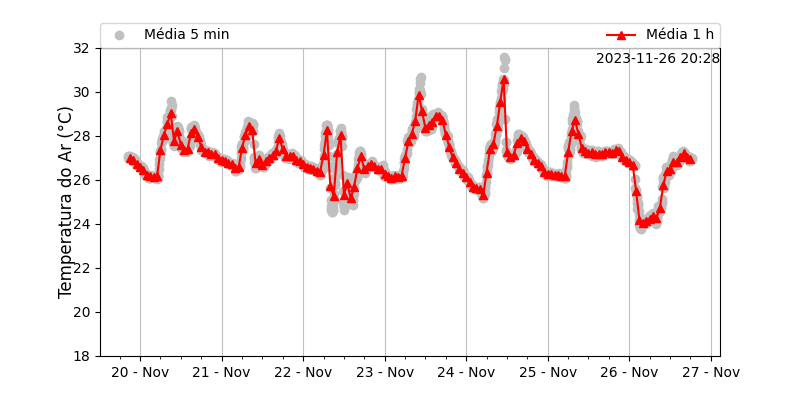 Média 5 min
Média 1 h
2023-11-26 20:28
Temperatura do Ar (°C)
32
30
28
26
24
22
20
18
20 - Nov
21 - Nov
22 - Nov
23 - Nov
24 - Nov
25 - Nov
26 - Nov
27 - Nov